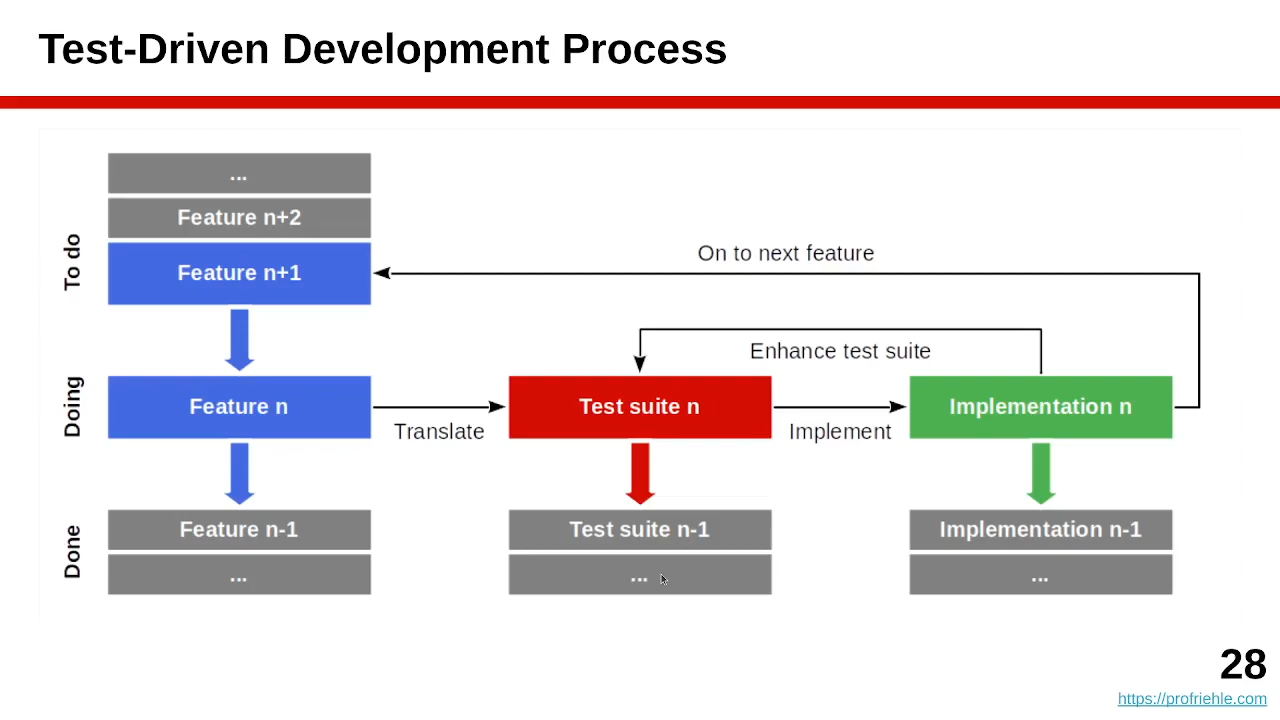 Test-Driven Development Process
To do
...
Feature n+2
Feature n+1
On to next feature
Enhance test suite
Doing
Feature n
Translate
Test suite n
Implement
Implementation n
Done
Feature n-1
Test suite n-1
Implementation n-1
...
...
...
28
https://profriehle.com